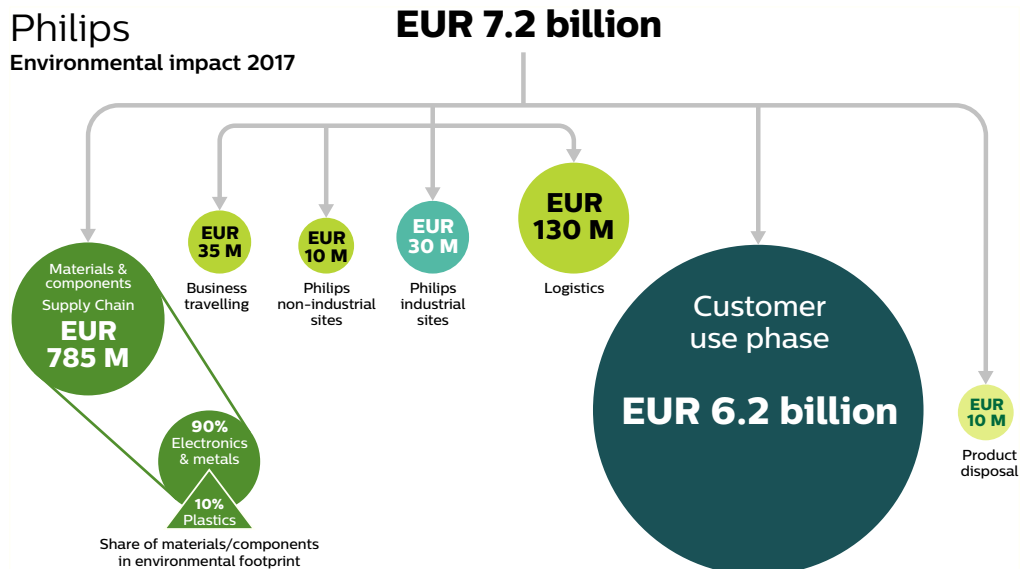 Philips
Environmental impact 2017
EUR 7.2 billion
Materials &
components
Supply Chain
EUR
785 M
90%
Electronics
& metals
10%
Plastics
Share of materials/components
in environmental footprint
EUR
35 M
Business
travelling
EUR
10 M
Philips
non-industrial
sites
EUR
30 M
Philips
industrial
sites
EUR
130 M
Logistics
Customer
use phase
EUR 6.2 billion
EUR
10 M
Product
disposal